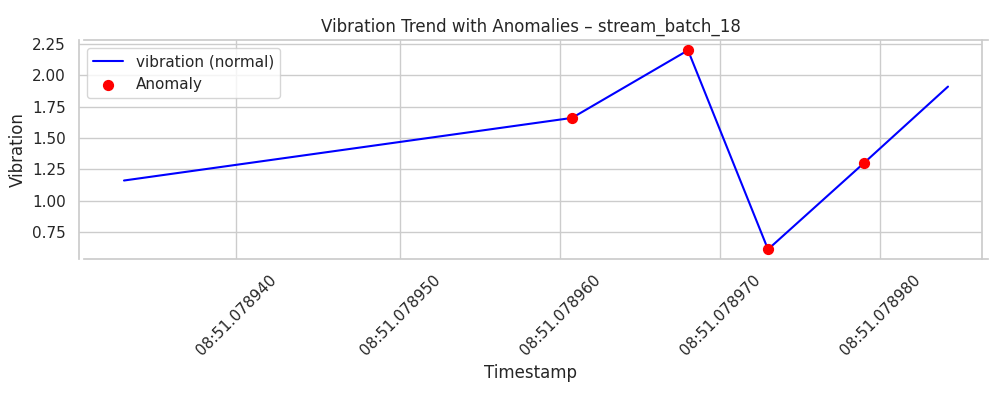 Vibration Trend with Anomalies – stream_batch_18
vibration (normal)
Anomaly
Vibration
2.25
2.00
1.75
1.50
1.25
1.00
0.75
08:51.078940
08:51.078950
08:51.078960
08:51.078970
08:51.078980
Timestamp